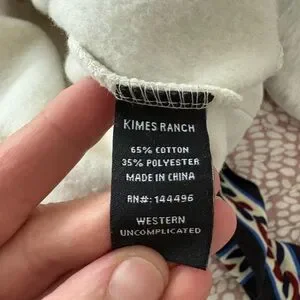 KIMES RANCH
65% COTTON
35% POLYESTER
MADE IN CHINA
RN#: 144496
WESTERN
UNCOMPLICATED